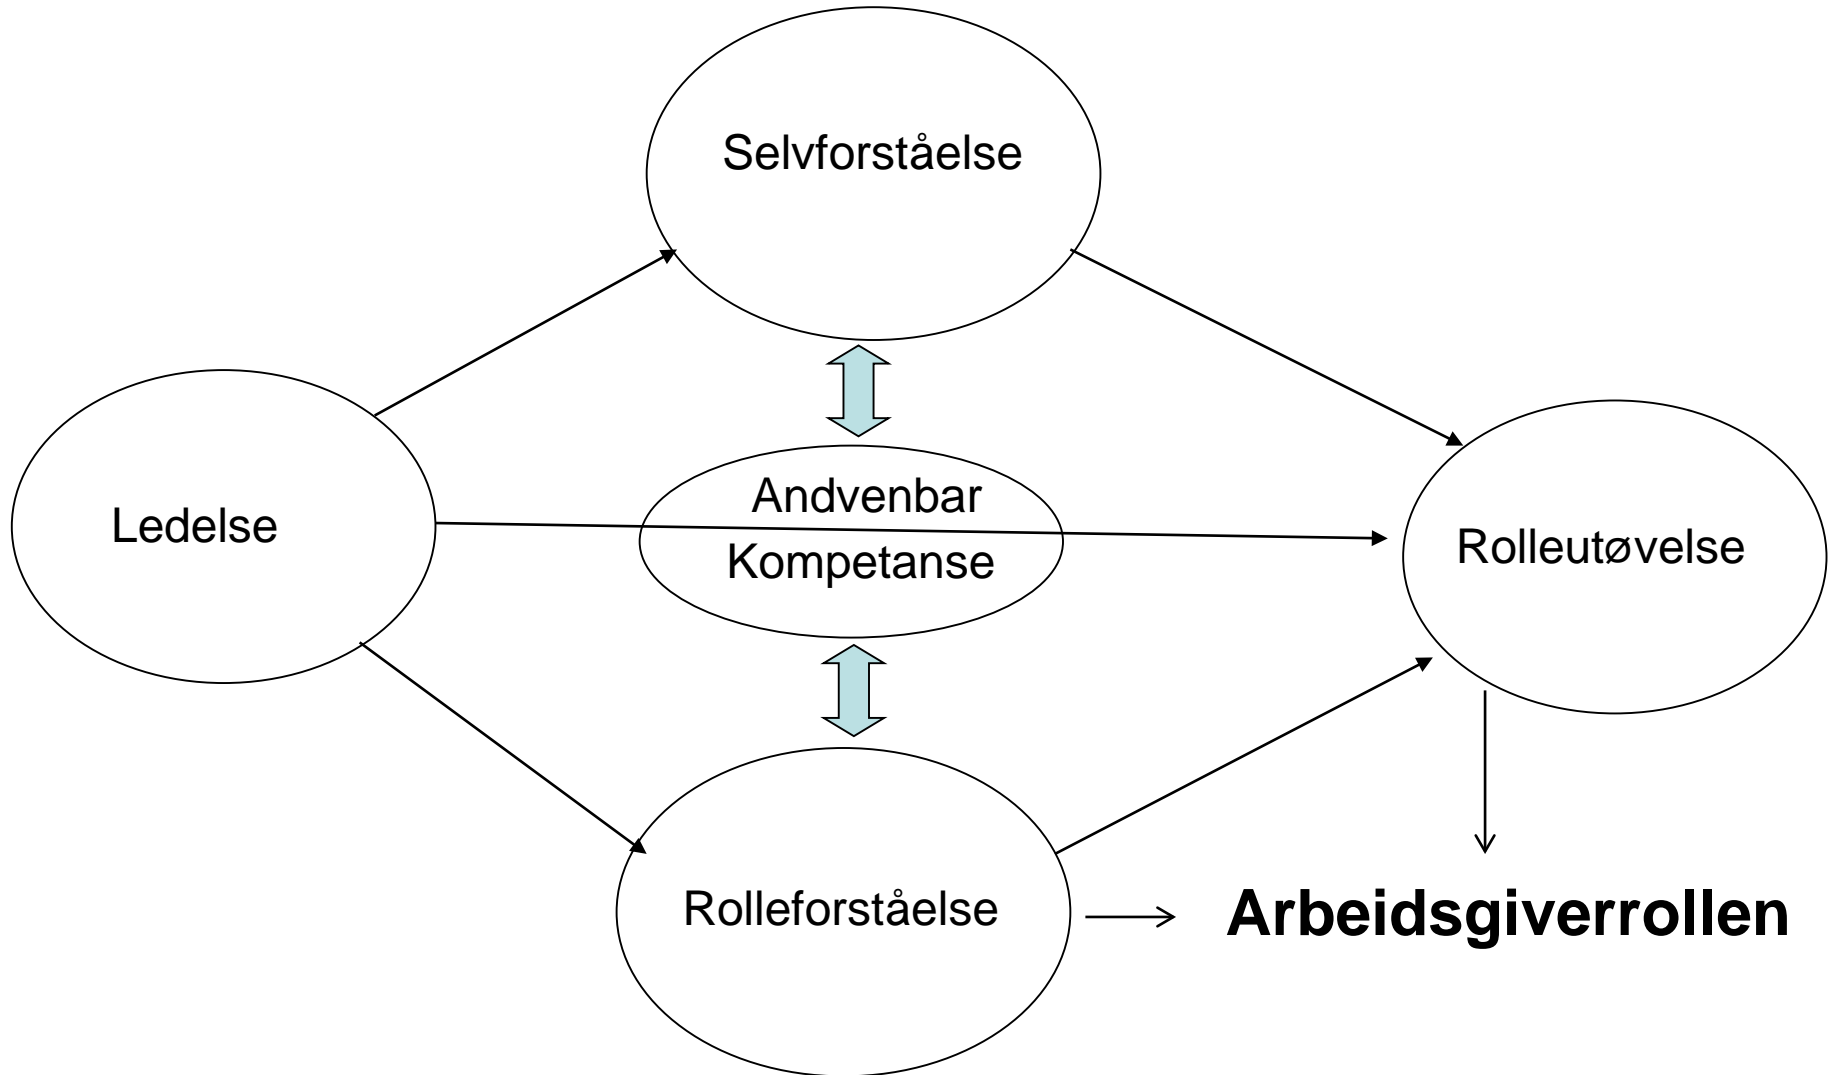 Selvforståelse
Ledelse
Andvenbar
Kompetanse
Rolleutøvelse
Rolleforståelse
Arbeidsgiverrollen